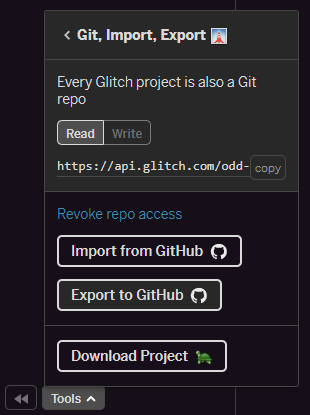 Git, Import, Export
Every Glitch project is also a Git
repo
Read Write
https://api.glitch.com/odd- copy
Revoke repo access
Import from GitHub
Export to GitHub
Download Project
Tools